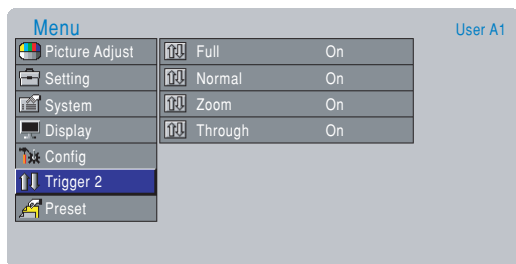 Menu
User A1
Picture Adjust
Full On
Setting
Normal On
System
Zoom On
Display
Through On
Config
Trigger 2
Preset